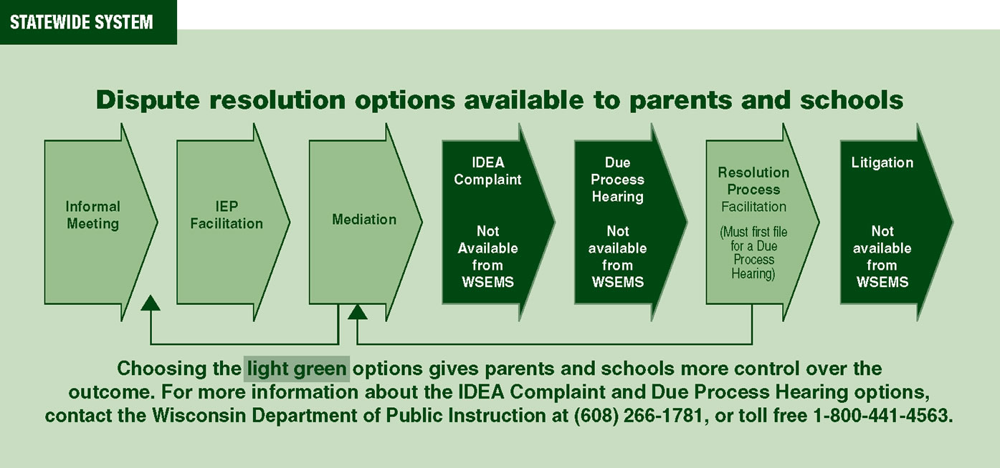 STATEWIDE SYSTEM
Dispute resolution options available to parents and schools
Informal
Meeting
IEP
Facilitation
Mediation
IDEA
Complaint
Not
Available
from
WSEMS
Due
Process
Hearing
Not
available
from
WSEMS
Resolution
Process
Facilitation
(Must first file
for a Due
Process
Hearing)
Litigation
Not
available
from
WSEMS
Choosing the light green options gives parents and schools more control over the
outcome. For more information about the IDEA Complaint and Due Process Hearing options,
contact the Wisconsin Department of Public Instruction at (608) 266-1781, or toll free 1-800-441-4563.